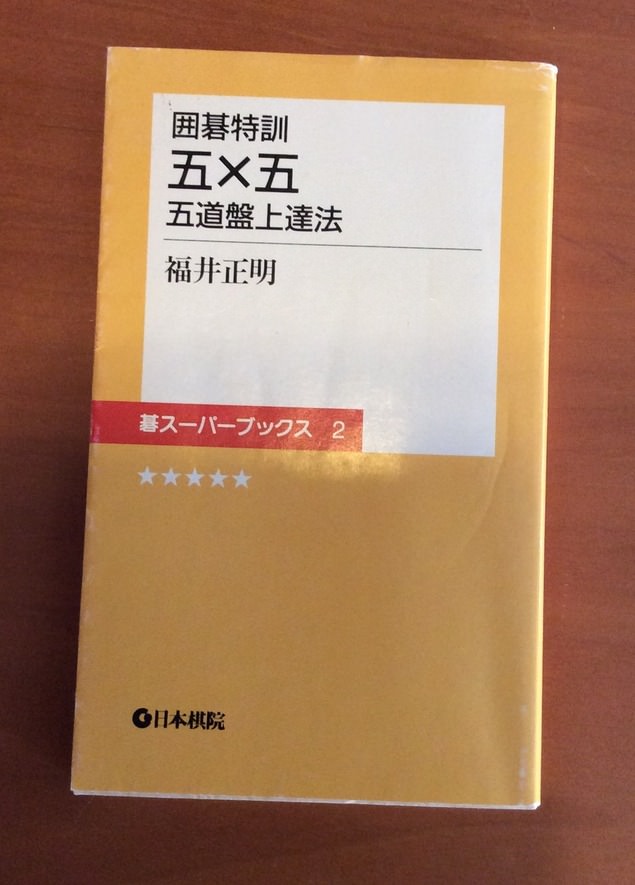 囲碁特訓
五×五
五道盤上達法
福井正明
碁スーパーブックス 2
★★★★★
日本棋院